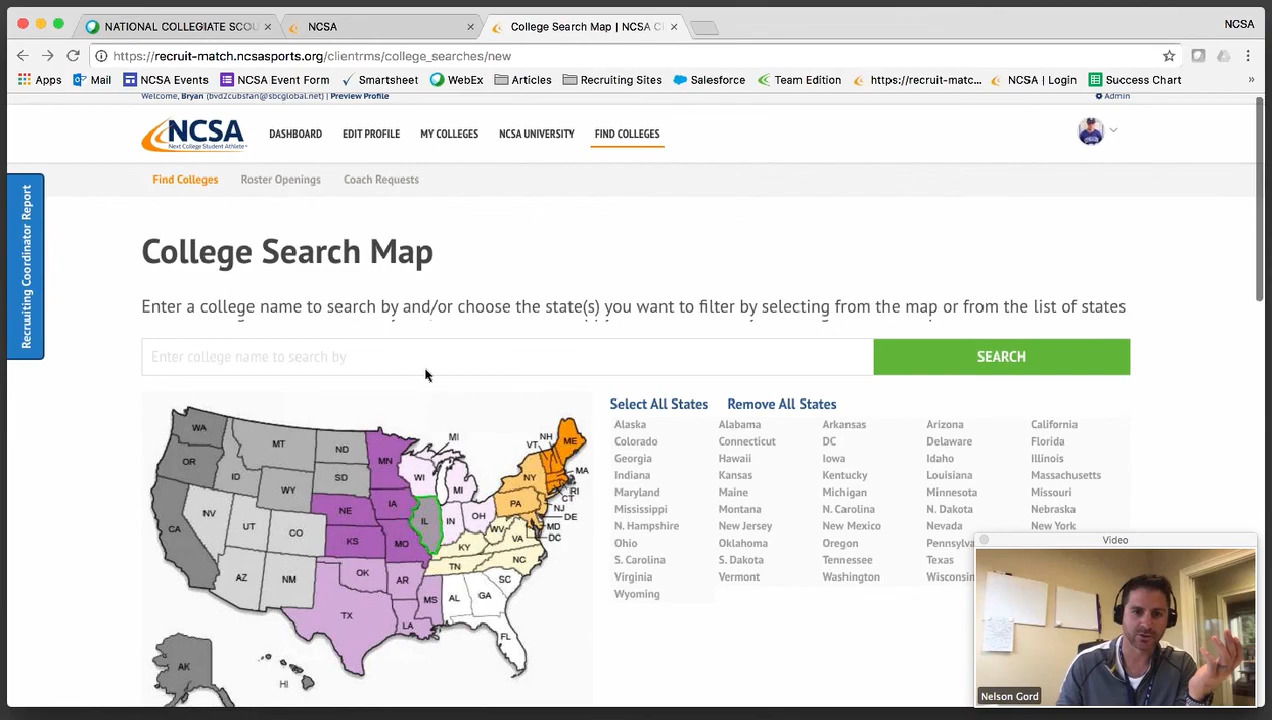 NATIONAL COLLEGIATE SCOU
NCSA
College Search Map | NCSA Cl
NCSA
https://recruit-match.ncsasports.org/clientrms/college_searches/new
Apps
Mail
NCSA Events
NCSA Event Form
Smartsheet
WebEx
Articles
Recruiting Sites
Salesforce
Team Edition
https://recruit-matc...
NCSA | Login
Success Chart
»
Welcome, Bryan (bvd2cubsfan@sbcglobal.net) | Preview Profile
Admin
NCSA
Next College Student Athlete
DASHBOARD
EDIT PROFILE
MY COLLEGES
NCSA UNIVERSITY
FIND COLLEGES
Find Colleges
Roster Openings
Coach Requests
Recruiting Coordinator Report
College Search Map
Enter a college name to search by and/or choose the state(s) you want to filter by selecting from the map or from the list of states
Enter college name to search by
SEARCH
Select All States
Remove All States
Alaska Alabama Arkansas Arizona California
Colorado Connecticut DC Delaware Florida
Georgia Hawaii Iowa Idaho Illinois
Indiana Kansas Kentucky Louisiana Massachusetts
Maryland Maine Michigan Minnesota Missouri
Mississippi Montana N. Carolina N. Dakota Nebraska
N. Hampshire New Jersey New Mexico Nevada New York
Ohio Oklahoma Oregon Pennsylva
S. Carolina S. Dakota Tennessee Texas
Virginia Vermont Washington Wisconsin
Wyoming
WA
MT
ND
MN
MI
VT
NH
ME
OR
ID
SD
WI
NY
MA
WY
MI
RI
CT
NV
NE
IA
PA
NJ
IL
IN
OH
DE
UT
CO
MD
CA
KS
MO
WV
VA
DC
KY
AZ
NM
OK
AR
TN
NC
SC
TX
MS
AL
GA
LA
FL
AK
HI
Video
Nelson Gord